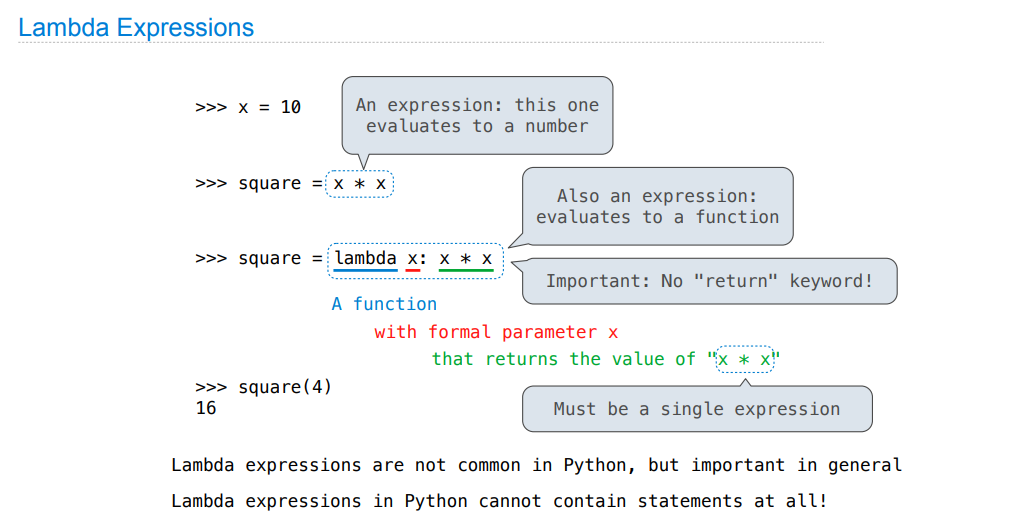 Lambda Expressions
>>> x = 10
An expression: this one
evaluates to a number
>>> square = x * x
Also an expression:
evaluates to a function
>>> square = lambda x: x * x
Important: No "return" keyword!
A function
with formal parameter x
that returns the value of "x * x"
>>> square(4)
16
Must be a single expression
Lambda expressions are not common in Python, but important in general
Lambda expressions in Python cannot contain statements at all!